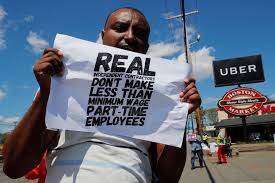 REAL
INDEPENDENT CONTRACTORS
DON'T MAKE
LESS THAN
MINIMUM WAGE
PART-TIME
EMPLOYEES
UBER
BOSTON
MARKET